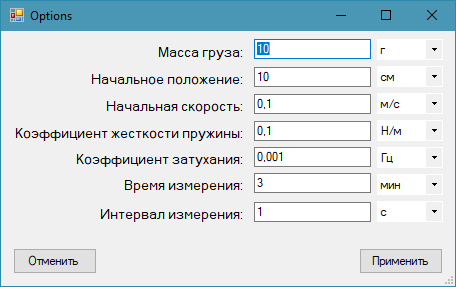 Options
Масса груза: 10 г
Начальное положение: 10 см
Начальная скорость: 0,1 м/с
Коэффициент жесткости пружины: 0,1 Н/м
Коэффициент затухания: 0,001 Гц
Время измерения: 3 мин
Интервал измерения: 1 с
Отменить Применить